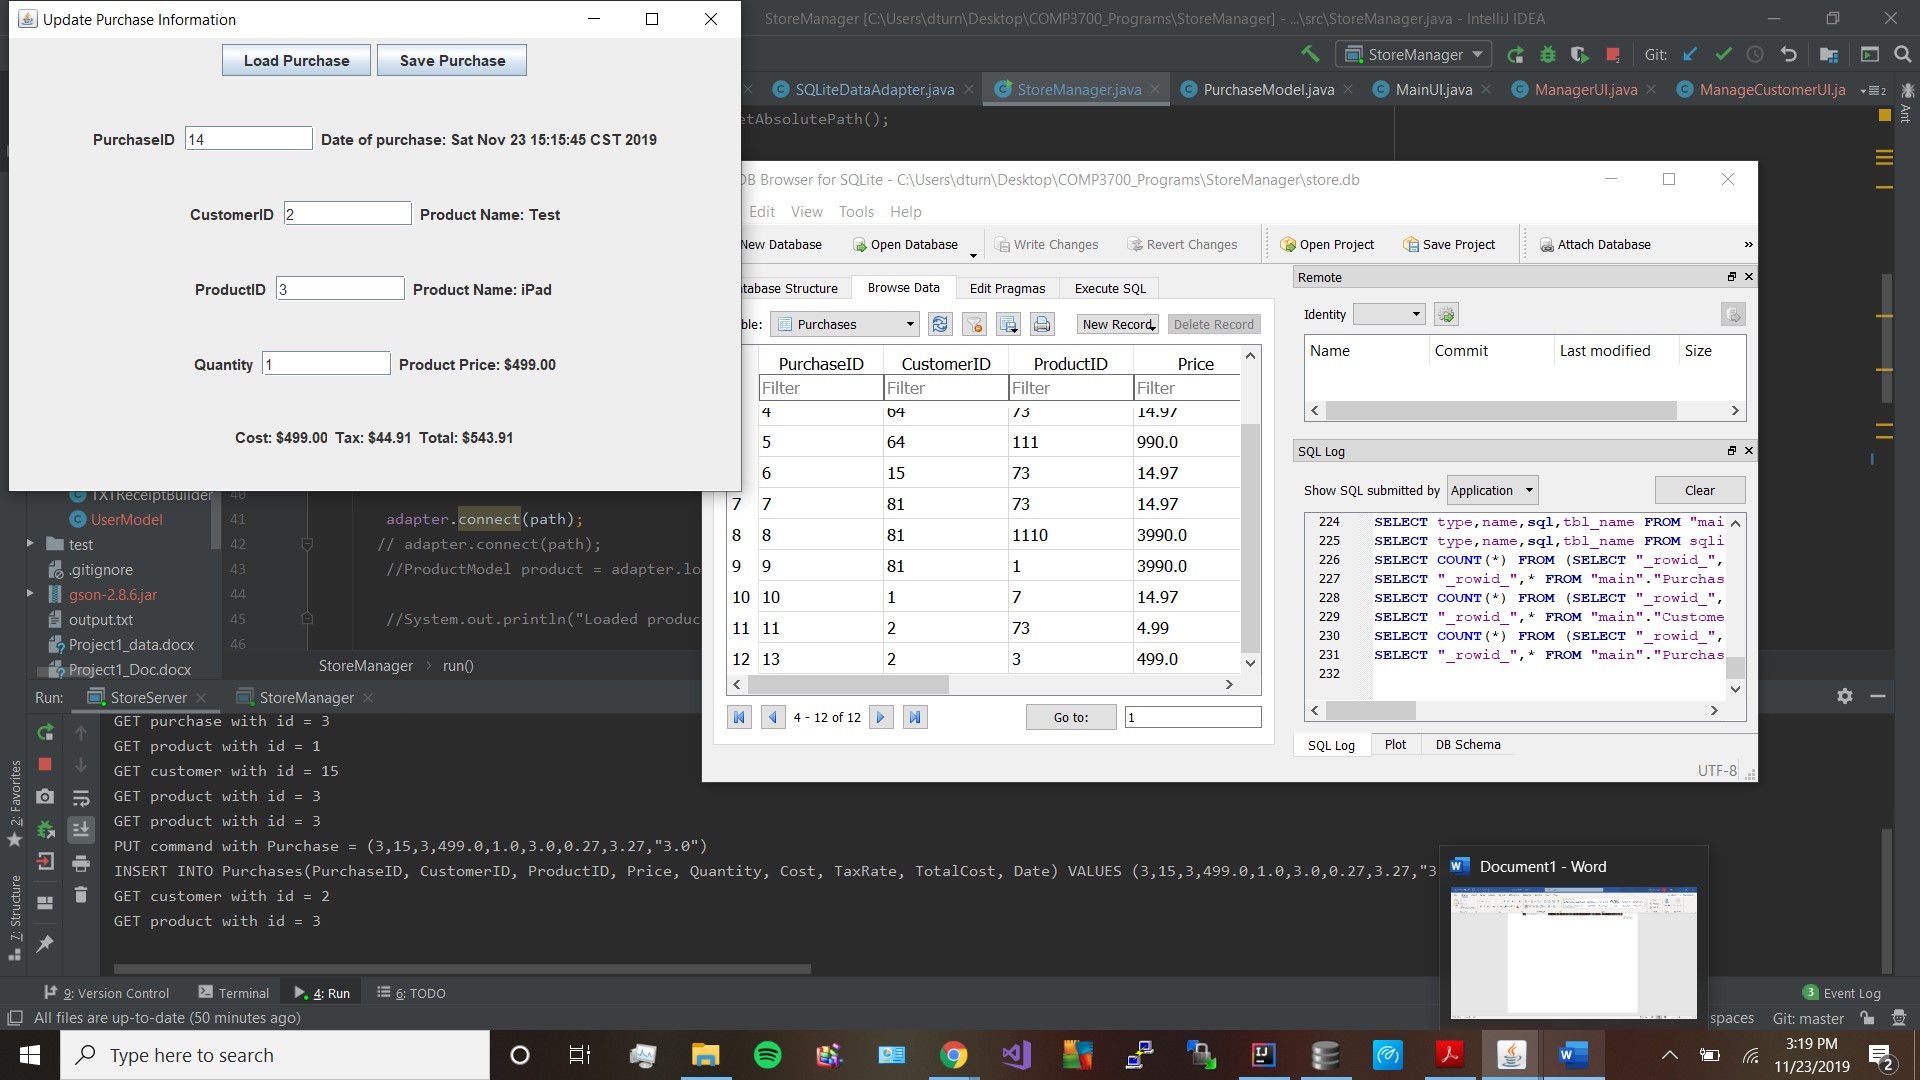 Update Purchase Information
Load Purchase Save Purchase
PurchaseID 14 Date of purchase: Sat Nov 23 15:15:45 CST 2019
CustomerID 2 Product Name: Test
ProductID 3 Product Name: iPad
Quantity 1 Product Price: $499.00
Cost: $499.00 Tax: $44.91 Total: $543.91
StoreManager [C:\Users\dturn\Desktop\COMP3700_Programs\StoreManager] - ...\src\StoreManager.java - IntelliJ IDEA
StoreManager Git:
SQLiteDataAdapter.java StoreManager.java PurchaseModel.java MainUI.java ManagerUI.java ManageCustomerUI.ja
etAbsolutePath();
Ant
DB Browser for SQLite - C:\Users\dturn\Desktop\COMP3700_Programs\StoreManager\store.db
Edit View Tools Help
New Database Open Database Write Changes Revert Changes Open Project Save Project Attach Database »
atabase Structure Browse Data Edit Pragmas Execute SQL
ble: Purchases New Record Delete Record
PurchaseID CustomerID ProductID Price
Filter Filter Filter Filter
4 64 73 14.97
5 64 111 990.0
6 15 73 14.97
7 7 81 73 14.97
8 8 81 1110 3990.0
9 9 81 1 3990.0
10 10 1 7 14.97
11 11 2 73 4.99
12 13 2 3 499.0
4 - 12 of 12 Go to: 1
Remote
Identity
Name Commit Last modified Size
SQL Log
Show SQL submitted by Application Clear
224 SELECT type,name,sql,tbl_name FROM "mai
225 SELECT type,name,sql,tbl_name FROM sqli
226 SELECT COUNT(*) FROM (SELECT "_rowid_",
227 SELECT "_rowid_",* FROM "main"."Purchas
228 SELECT COUNT(*) FROM (SELECT "_rowid_",
229 SELECT "_rowid_",* FROM "main"."Custome
230 SELECT COUNT(*) FROM (SELECT "_rowid_",
231 SELECT "_rowid_",* FROM "main"."Purchas
232
SQL Log Plot DB Schema
UTF-8
TXTReceiptBuilder
UserModel
test
.gitignore
gson-2.8.6.jar
output.txt
Project1_data.docx
Project1_Doc.docx
40
41 adapter.connect(path);
42 // adapter.connect(path);
43 //ProductModel product = adapter.lo
44
45 //System.out.println("Loaded produc
46
StoreManager › run()
Run: StoreServer StoreManager
GET purchase with id = 3
GET product with id = 1
GET customer with id = 15
GET product with id = 3
GET product with id = 3
PUT command with Purchase = (3,15,3,499.0,1.0,3.0,0.27,3.27,"3.0")
INSERT INTO Purchases(PurchaseID, CustomerID, ProductID, Price, Quantity, Cost, TaxRate, TotalCost, Date) VALUES (3,15,3,499.0,1.0,3.0,0.27,3.27,"3
GET customer with id = 2
GET product with id = 3
2: Favorites
7: Structure
Document1 - Word
9: Version Control Terminal 4: Run 6: TODO 3 Event Log
All files are up-to-date (50 minutes ago) spaces Git: master
Type here to search
3:19 PM
11/23/2019
2